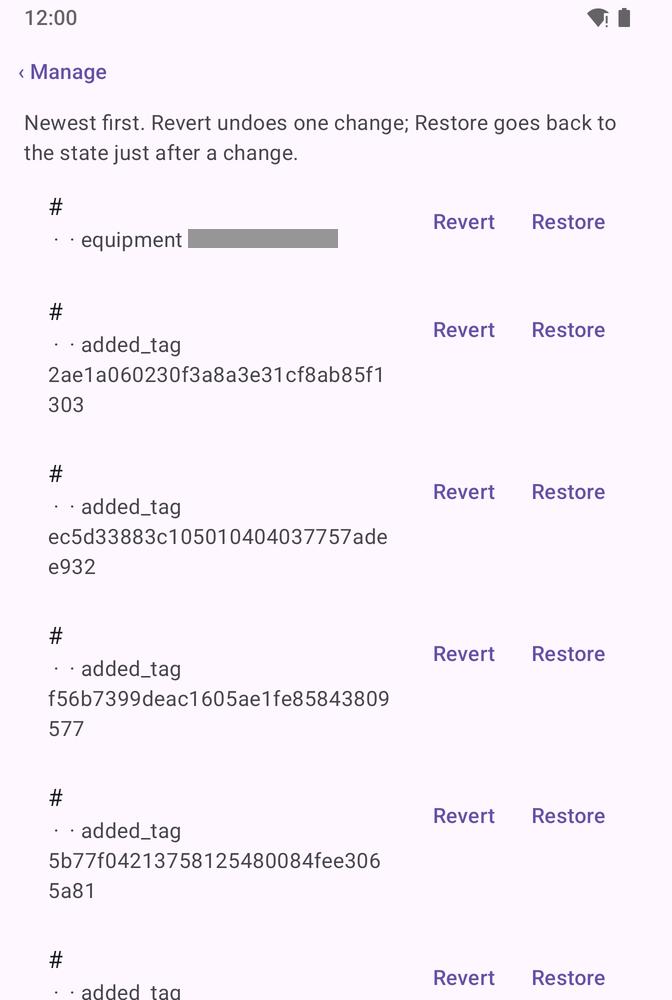 12:00
‹ Manage
Newest first. Revert undoes one change; Restore goes back to
the state just after a change.
#
· · equipment
Revert Restore
#
· · added_tag
2ae1a060230f3a8a3e31cf8ab85f1
303
Revert Restore
#
· · added_tag
ec5d33883c105010404037757ade
e932
Revert Restore
#
· · added_tag
f56b7399deac1605ae1fe85843809
577
Revert Restore
#
· · added_tag
5b77f04213758125480084fee306
5a81
Revert Restore
#
· · added_tag
Revert Restore